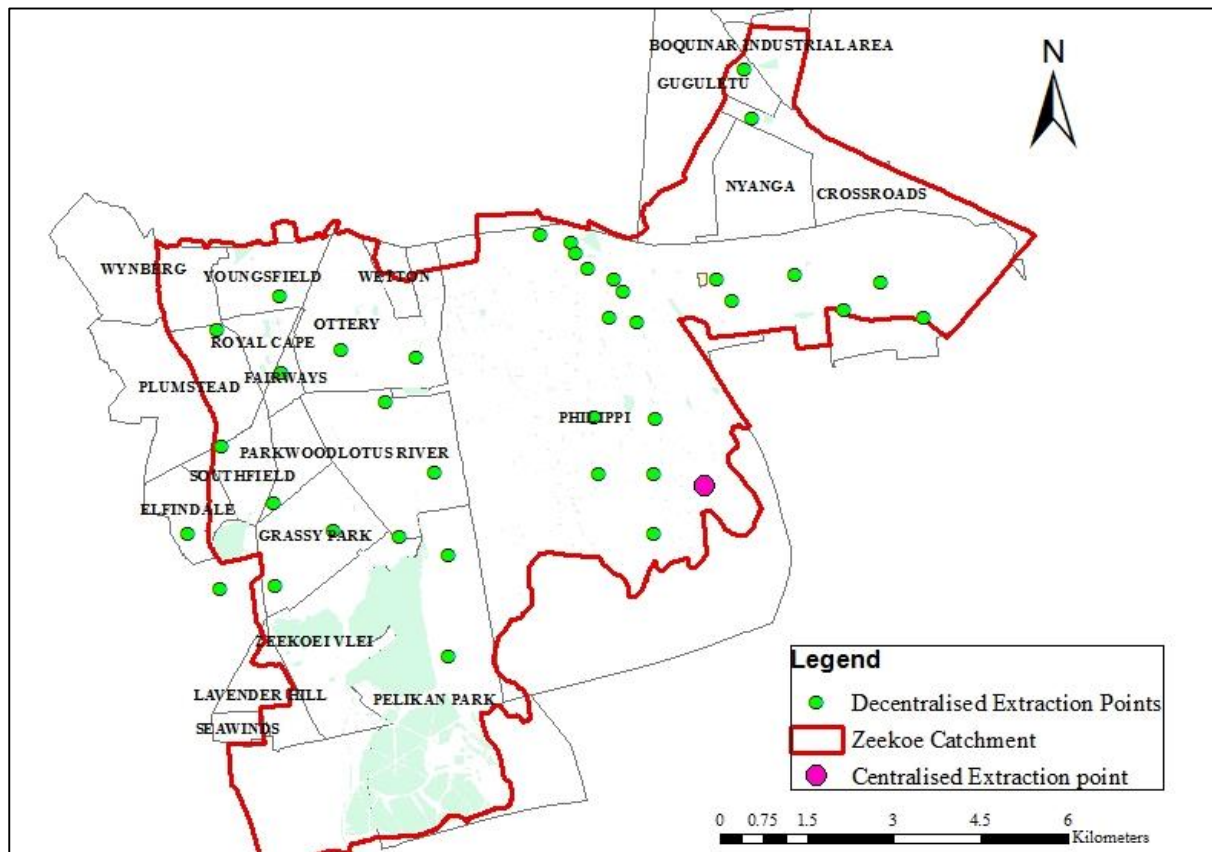 BOQUINAR INDUSTRIAL AREA
N
GUGULETU
NYANGA
CROSSROADS
WYNBERG
YOUNGSFIELD
WETTON
OTTERY
ROYAL CAPE
FAIRWAYS
PLUMSTEAD
PHILIPPI
PARKWOODLOTUS RIVER
SOUTHFIELD
ELFINDALE
GRASSY PARK
ZEEKOEI VLEI
LAVENDER HILL
PELIKAN PARK
SEAWINDS
Legend
Decentralised Extraction Points
Zeekoe Catchment
Centralised Extraction point
0 0.75 1.5 3 4.5 6
Kilometers